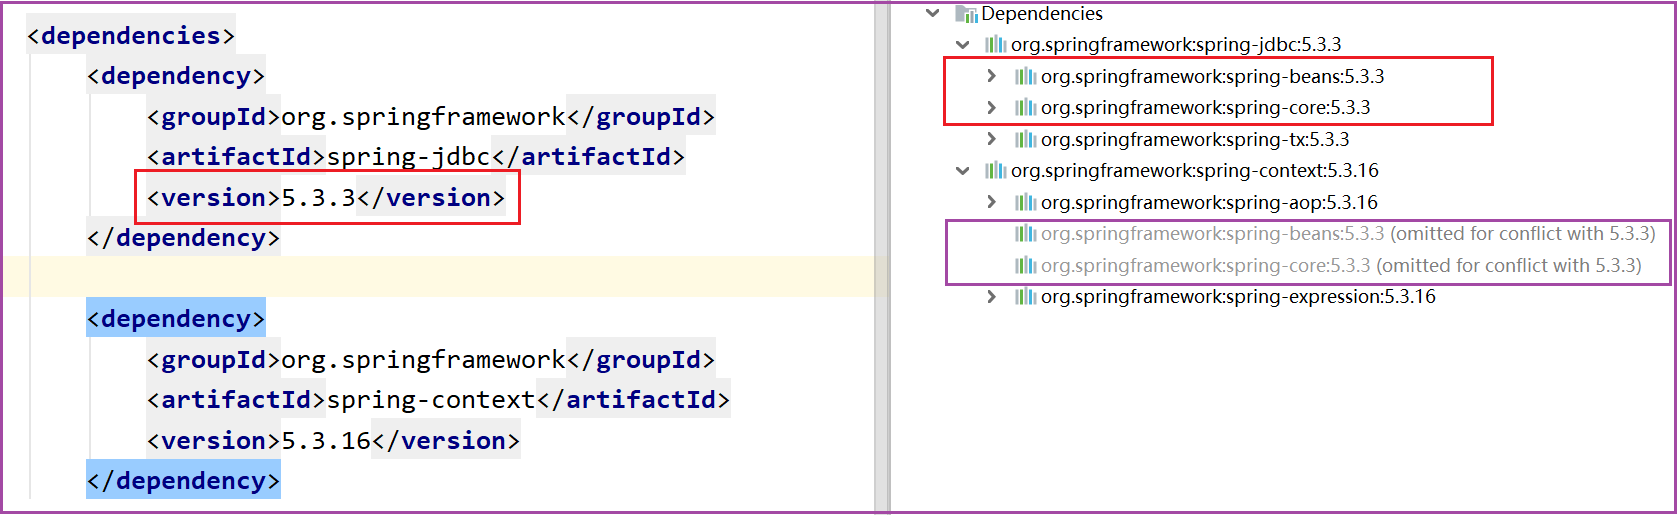 <dependencies>
<dependency>
<groupId>org.springframework</groupId>
<artifactId>spring-jdbc</artifactId>
<version>5.3.3</version>
</dependency>
<dependency>
<groupId>org.springframework</groupId>
<artifactId>spring-context</artifactId>
<version>5.3.16</version>
</dependency>
Dependencies
org.springframework:spring-jdbc:5.3.3
org.springframework:spring-beans:5.3.3
org.springframework:spring-core:5.3.3
org.springframework:spring-tx:5.3.3
org.springframework:spring-context:5.3.16
org.springframework:spring-aop:5.3.16
org.springframework:spring-beans:5.3.3 (omitted for conflict with 5.3.3)
org.springframework:spring-core:5.3.3 (omitted for conflict with 5.3.3)
org.springframework:spring-expression:5.3.16